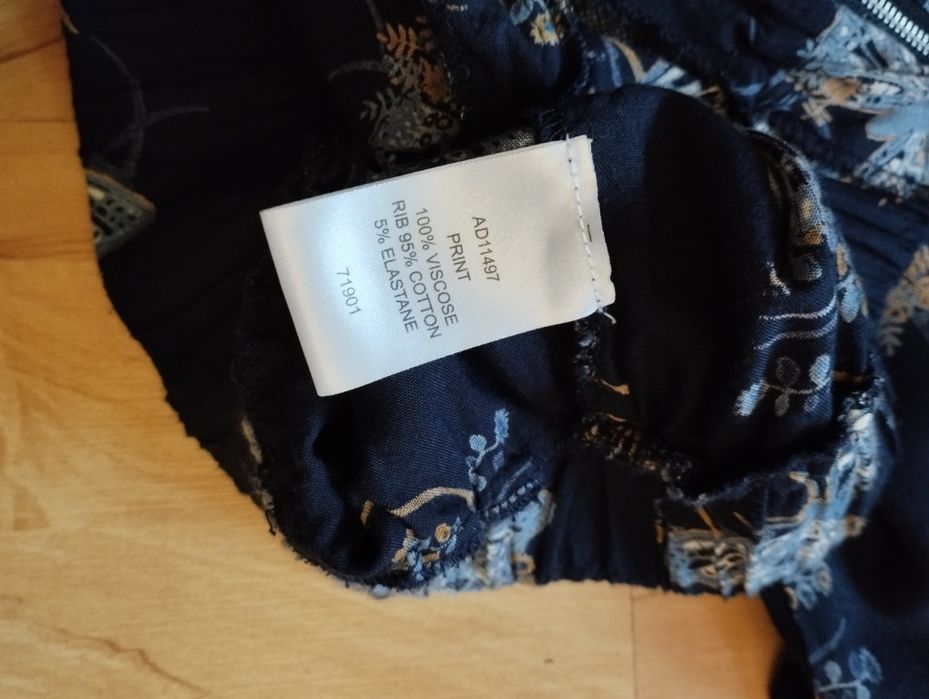 AD11497
PRINT
100% VISCOSE
RIB 95% COTTON
5% ELASTANE
71901